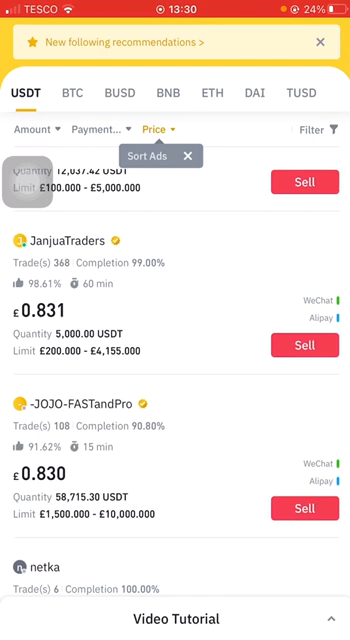 TESCO 13:30 24%
New following recommendations >
USDT BTC BUSD BNB ETH DAI TUSD
Amount Payment... Price Filter
Sort Ads
Quantity 12,037.42 USDT
Limit £100.000 - £5,000.000
Sell
J JanjuaTraders
Trade(s) 368 Completion 99.00%
98.61% 60 min
£0.831
WeChat
Quantity 5,000.00 USDT
Alipay
Limit £200.000 - £4,155.000
Sell
-JOJO-FASTandPro
Trade(s) 108 Completion 90.80%
91.62% 15 min
£0.830
WeChat
Alipay
Quantity 58,715.30 USDT
Limit £1,500.000 - £10,000.000
Sell
n netka
Trade(s) 6 Completion 100.00%
Video Tutorial